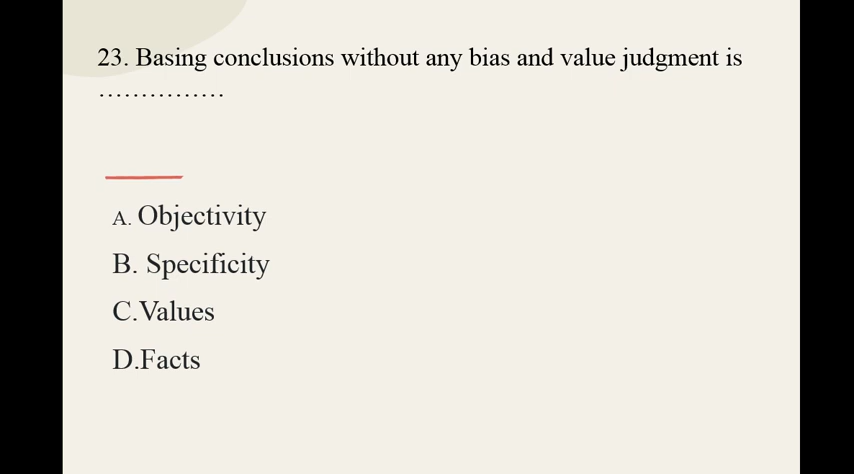 23. Basing conclusions without any bias and value judgment is
……………
A. Objectivity
B. Specificity
C.Values
D.Facts